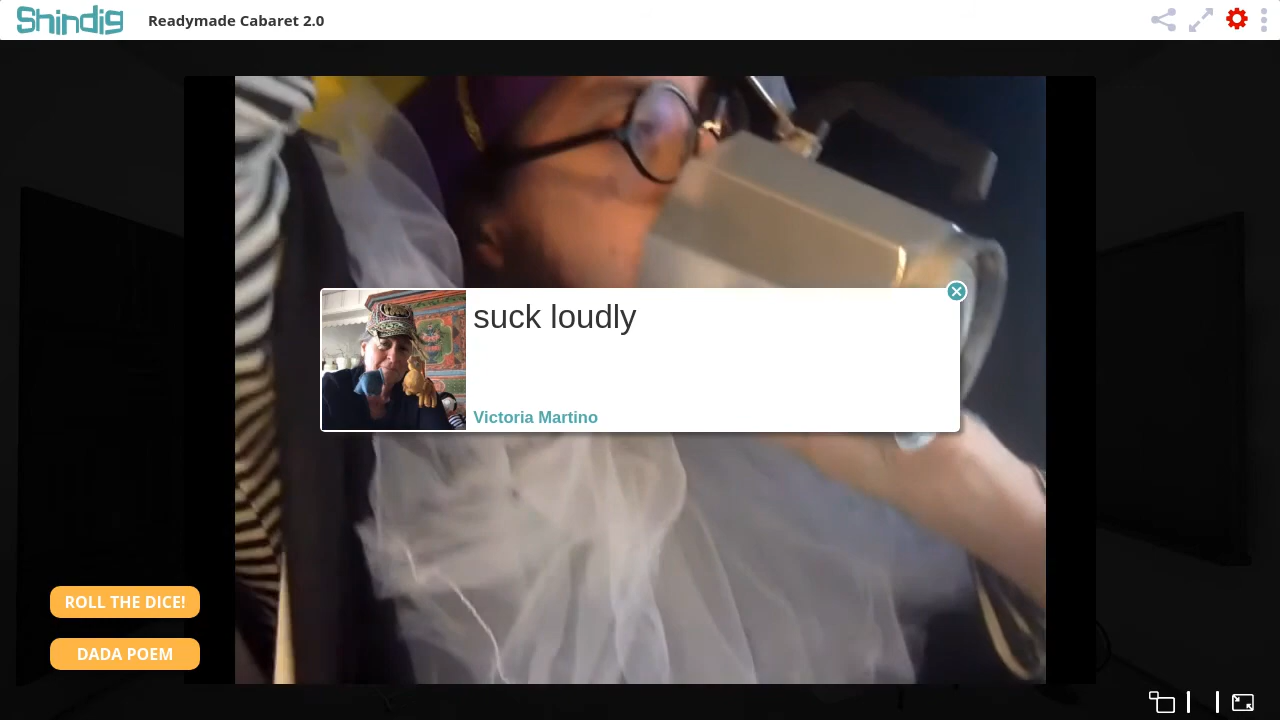 Shindig
Readymade Cabaret 2.0
suck loudly
Victoria Martino
ROLL THE DICE!
DADA POEM